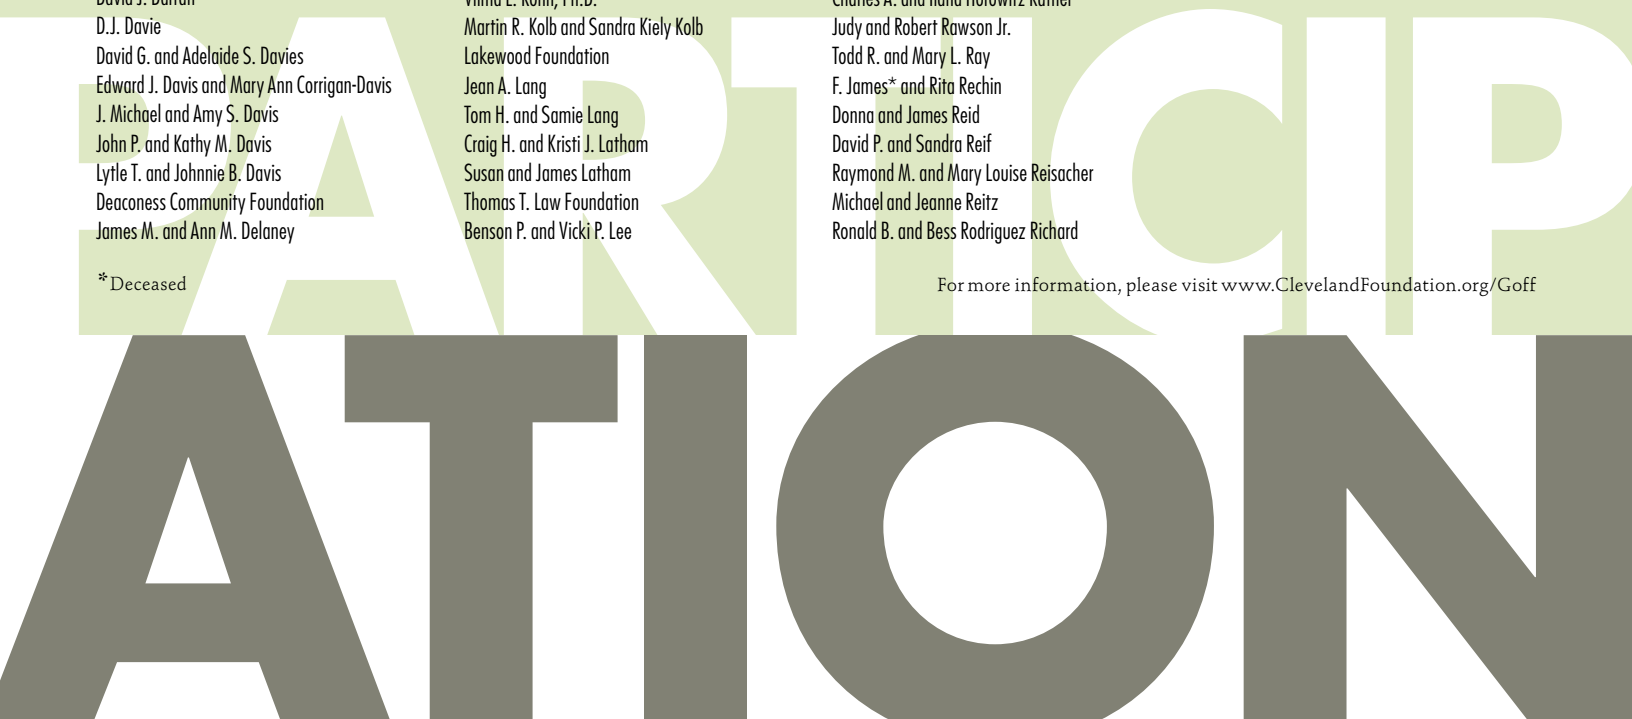 D.J. Davie
David G. and Adelaide S. Davies
Edward J. Davis and Mary Ann Corrigan-Davis
J. Michael and Amy S. Davis
John P. and Kathy M. Davis
Lytle T. and Johnnie B. Davis
Deaconess Community Foundation
James M. and Ann M. Delaney
Martin R. Kolb and Sandra Kiely Kolb
Lakewood Foundation
Jean A. Lang
Tom H. and Samie Lang
Craig H. and Kristi J. Latham
Susan and James Latham
Thomas T. Law Foundation
Benson P. and Vicki P. Lee
Judy and Robert Rawson Jr.
Todd R. and Mary L. Ray
F. James* and Rita Rechin
Donna and James Reid
David P. and Sandra Reif
Raymond M. and Mary Louise Reisacher
Michael and Jeanne Reitz
Ronald B. and Bess Rodriguez Richard
*Deceased
For more information, please visit www.ClevelandFoundation.org/Goff
PARTICIP
ATION